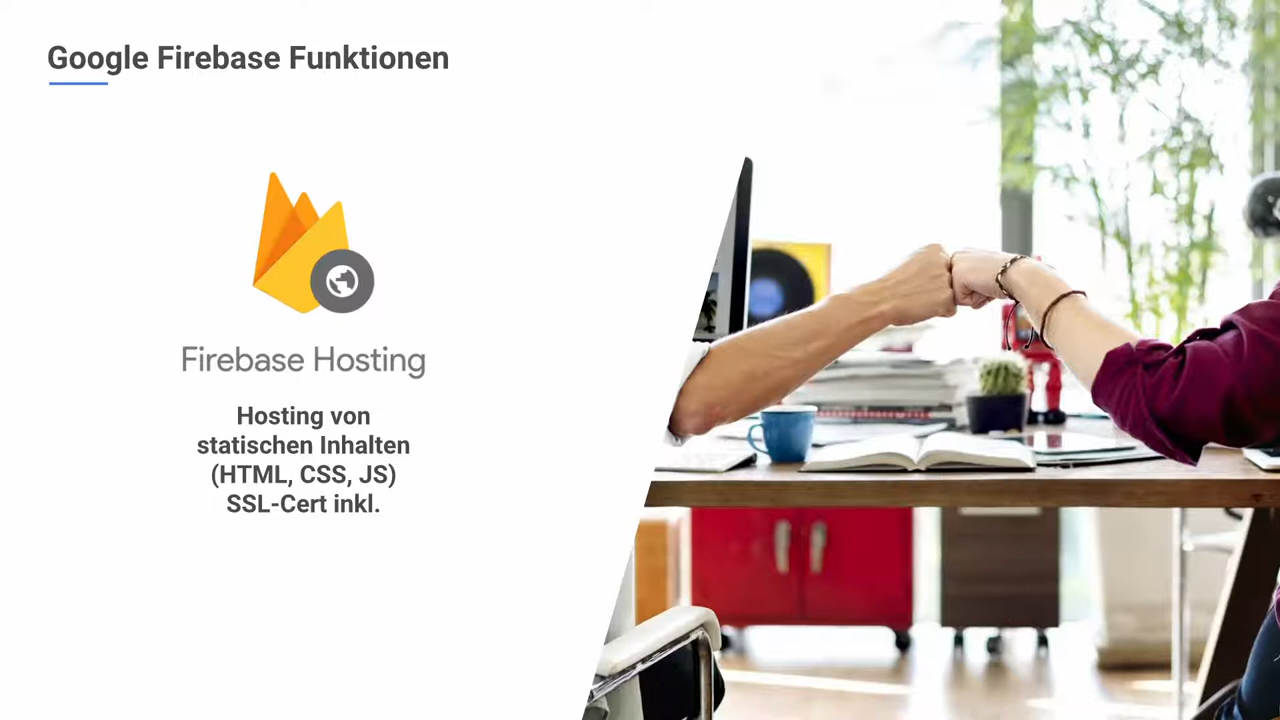 Google Firebase Funktionen
Firebase Hosting
Hosting von
statischen Inhalten
(HTML, CSS, JS)
SSL-Cert inkl.